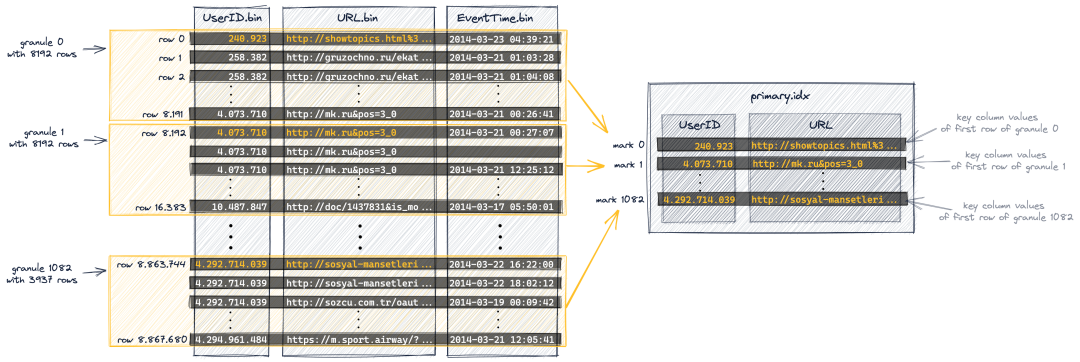 UserID.bin URL.bin EventTime.bin
granule 0
with 8192 rows
row 0 240.923 http://showtopics.html%3... 2014-03-23 04:39:21
row 1 258.382 http://gruzochno.ru/ekat... 2014-03-21 01:03:28
row 2 258.382 http://gruzochno.ru/ekat... 2014-03-21 01:04:08
row 8.191 4.073.710 http://mk.ru&pos=3_0 2014-03-21 00:26:41
granule 1
with 8192 rows
row 8.192 4.073.710 http://mk.ru&pos=3_0 2014-03-21 00:27:07
4.073.710 http://mk.ru&pos=3_0
4.073.710 http://mk.ru&pos=3_0 2014-03-21 12:25:12
row 16.383 10.487.847 http://doc/1437831&is_mo... 2014-03-17 05:50:01
granule 1082
with 3937 rows
row 8.863.744 4.292.714.039 http://sosyal-mansetleri... 2014-03-22 16:22:00
4.292.714.039 http://sosyal-mansetleri... 2014-03-22 18:02:12
4.292.714.039 http://sozcu.com.tr/oaut... 2014-03-19 00:09:42
row 8.867.680 4.294.961.484 https://m.sport.airway/?... 2014-03-21 12:05:41
primary.idx
UserID URL
mark 0 240.923 http://showtopics.html%3...
mark 1 4.073.710 http://mk.ru&pos=3_0
mark 1082 4.292.714.039 http://sosyal-mansetleri...
key column values
of first row of granule 0
key column values
of first row of granule 1
key column values
of first row of granule 1082